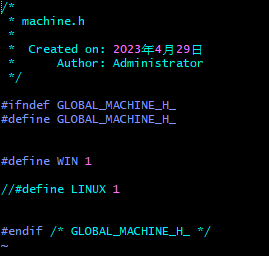 /*
 * machine.h
 *
 *  Created on: 2023年4月29日
 *      Author: Administrator
 */

#ifndef GLOBAL_MACHINE_H_
#define GLOBAL_MACHINE_H_


#define WIN 1

//#define LINUX 1


#endif /* GLOBAL_MACHINE_H_ */
~